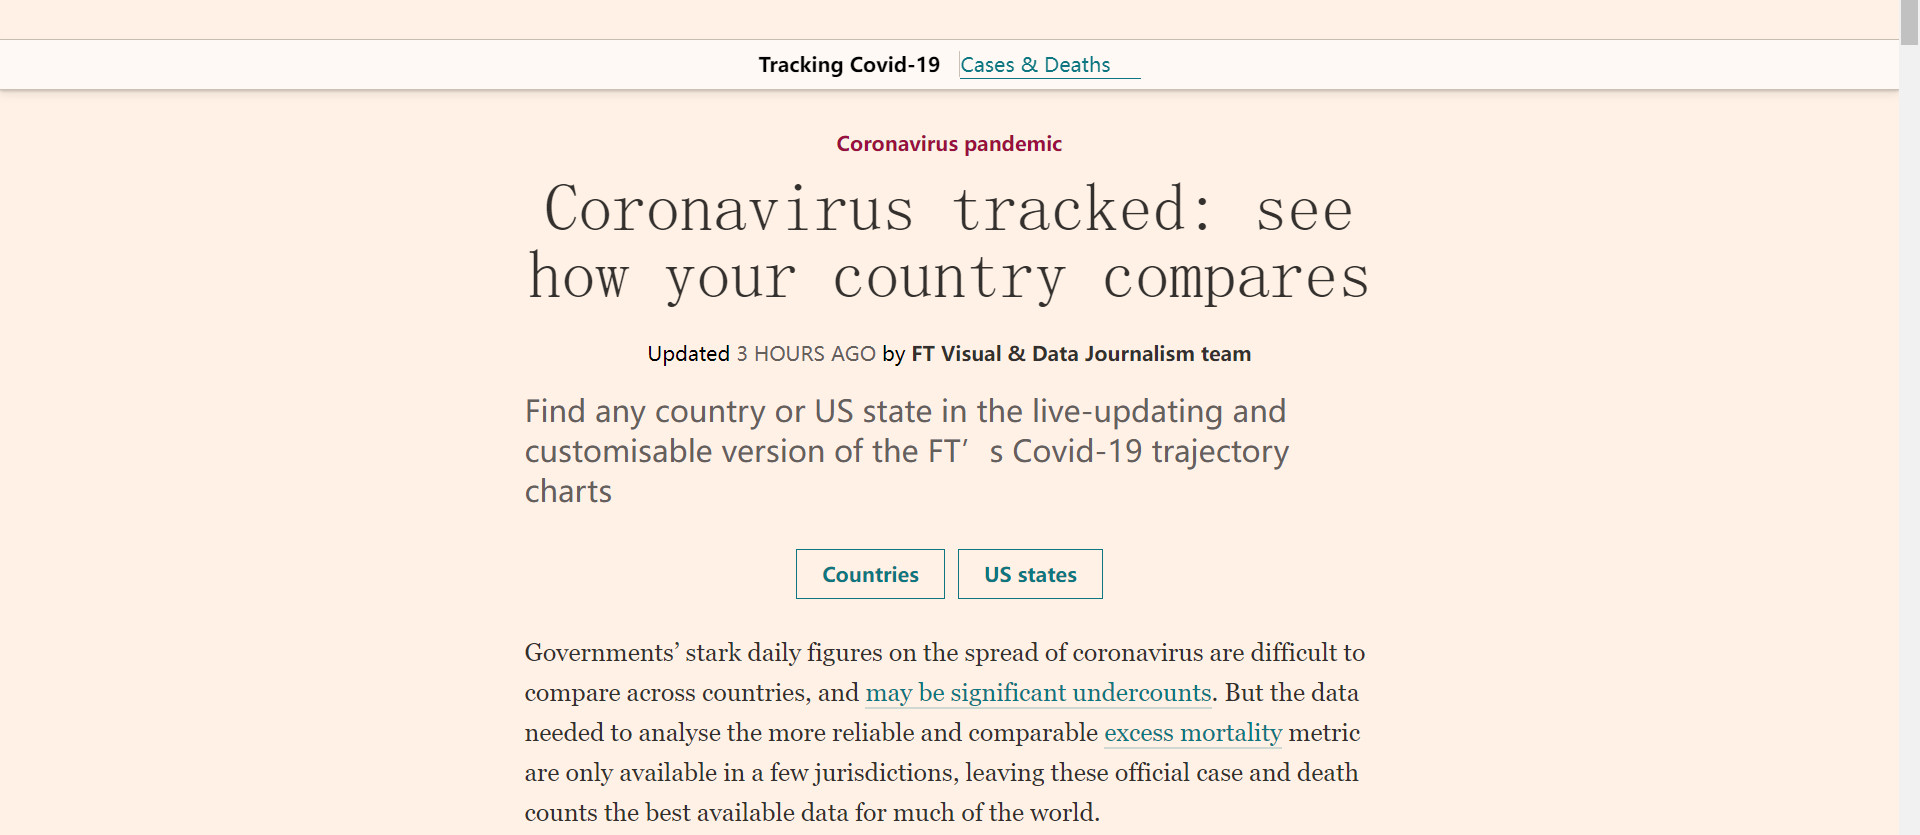 Tracking Covid-19 Cases & Deaths
Coronavirus pandemic
Coronavirus tracked: see
how your country compares
Updated 3 HOURS AGO by FT Visual & Data Journalism team
Find any country or US state in the live-updating and
customisable version of the FT’s Covid-19 trajectory
charts
Countries US states
Governments’ stark daily figures on the spread of coronavirus are difficult to
compare across countries, and may be significant undercounts. But the data
needed to analyse the more reliable and comparable excess mortality metric
are only available in a few jurisdictions, leaving these official case and death
counts the best available data for much of the world.